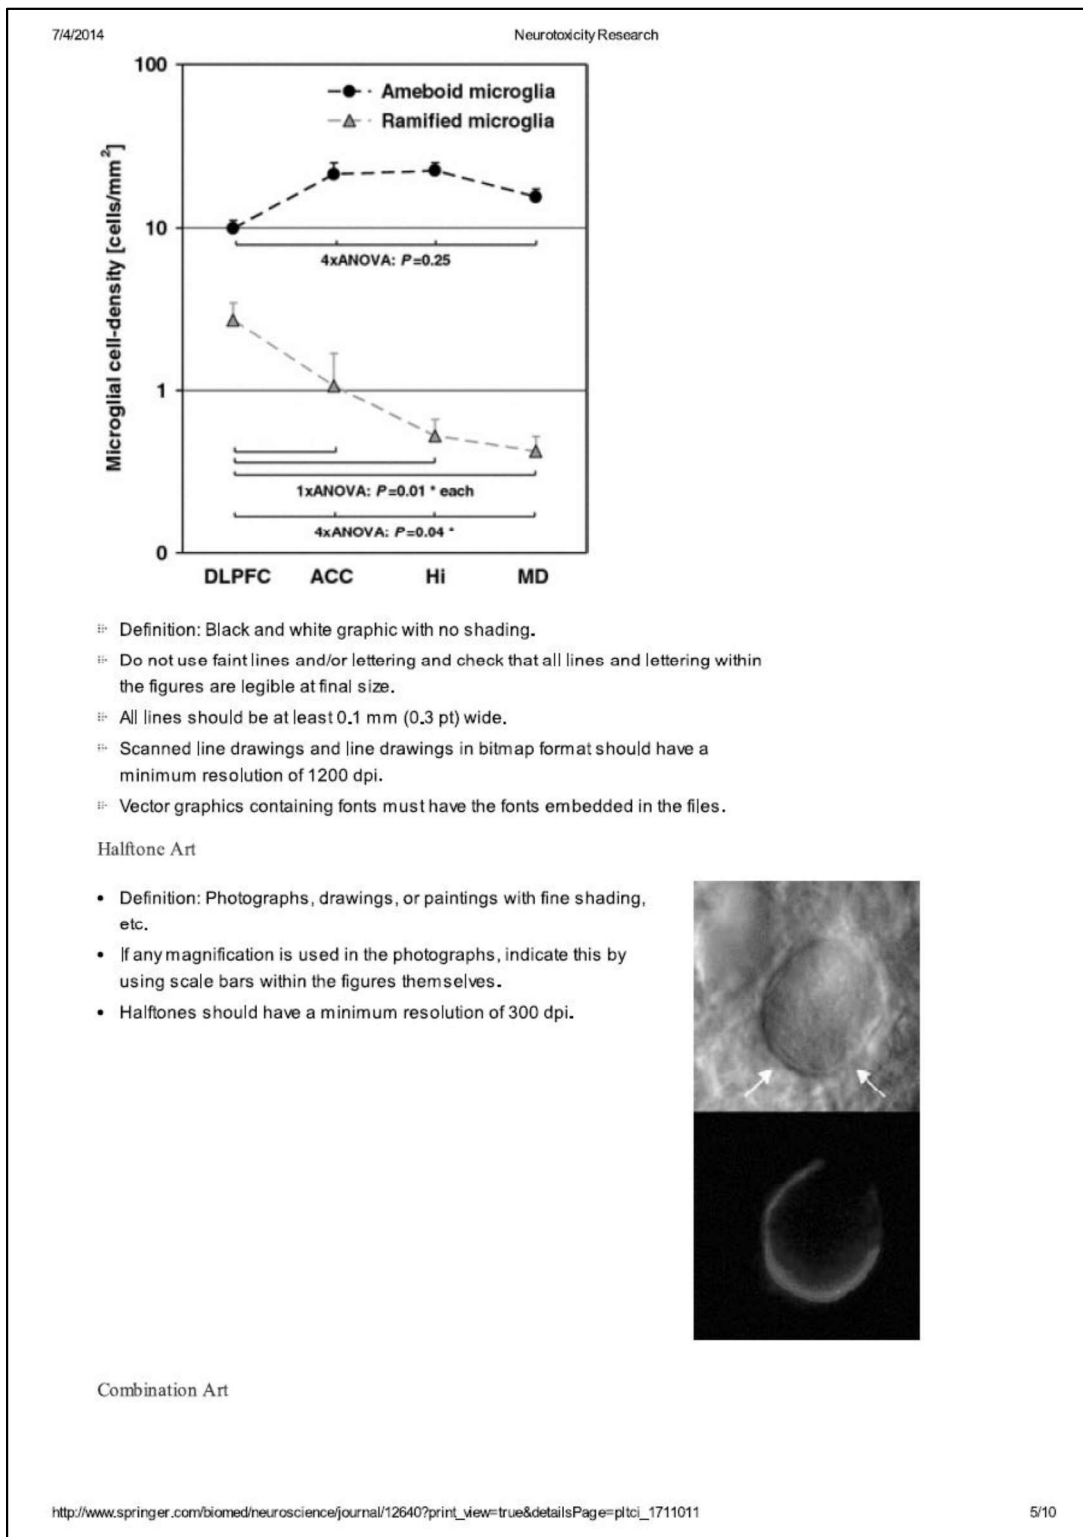 7/4/2014 Neurotoxicity Research
100
Ameboid microglia
Ramified microglia
Microglial cell-density [cells/mm²]
10
4xANOVA: P=0.25
1
1xANOVA: P=0.01 * each
4xANOVA: P=0.04 *
0
DLPFC ACC Hi MD
Definition: Black and white graphic with no shading.
Do not use faint lines and/or lettering and check that all lines and lettering within
the figures are legible at final size.
All lines should be at least 0.1 mm (0.3 pt) wide.
Scanned line drawings and line drawings in bitmap format should have a
minimum resolution of 1200 dpi.
Vector graphics containing fonts must have the fonts embedded in the files.
Halftone Art
• Definition: Photographs, drawings, or paintings with fine shading,
etc.
• If any magnification is used in the photographs, indicate this by
using scale bars within the figures themselves.
• Halftones should have a minimum resolution of 300 dpi.
Combination Art
http://www.springer.com/biomed/neuroscience/journal/12640?print_view=true&detailsPage=pltci_1711011 5/10